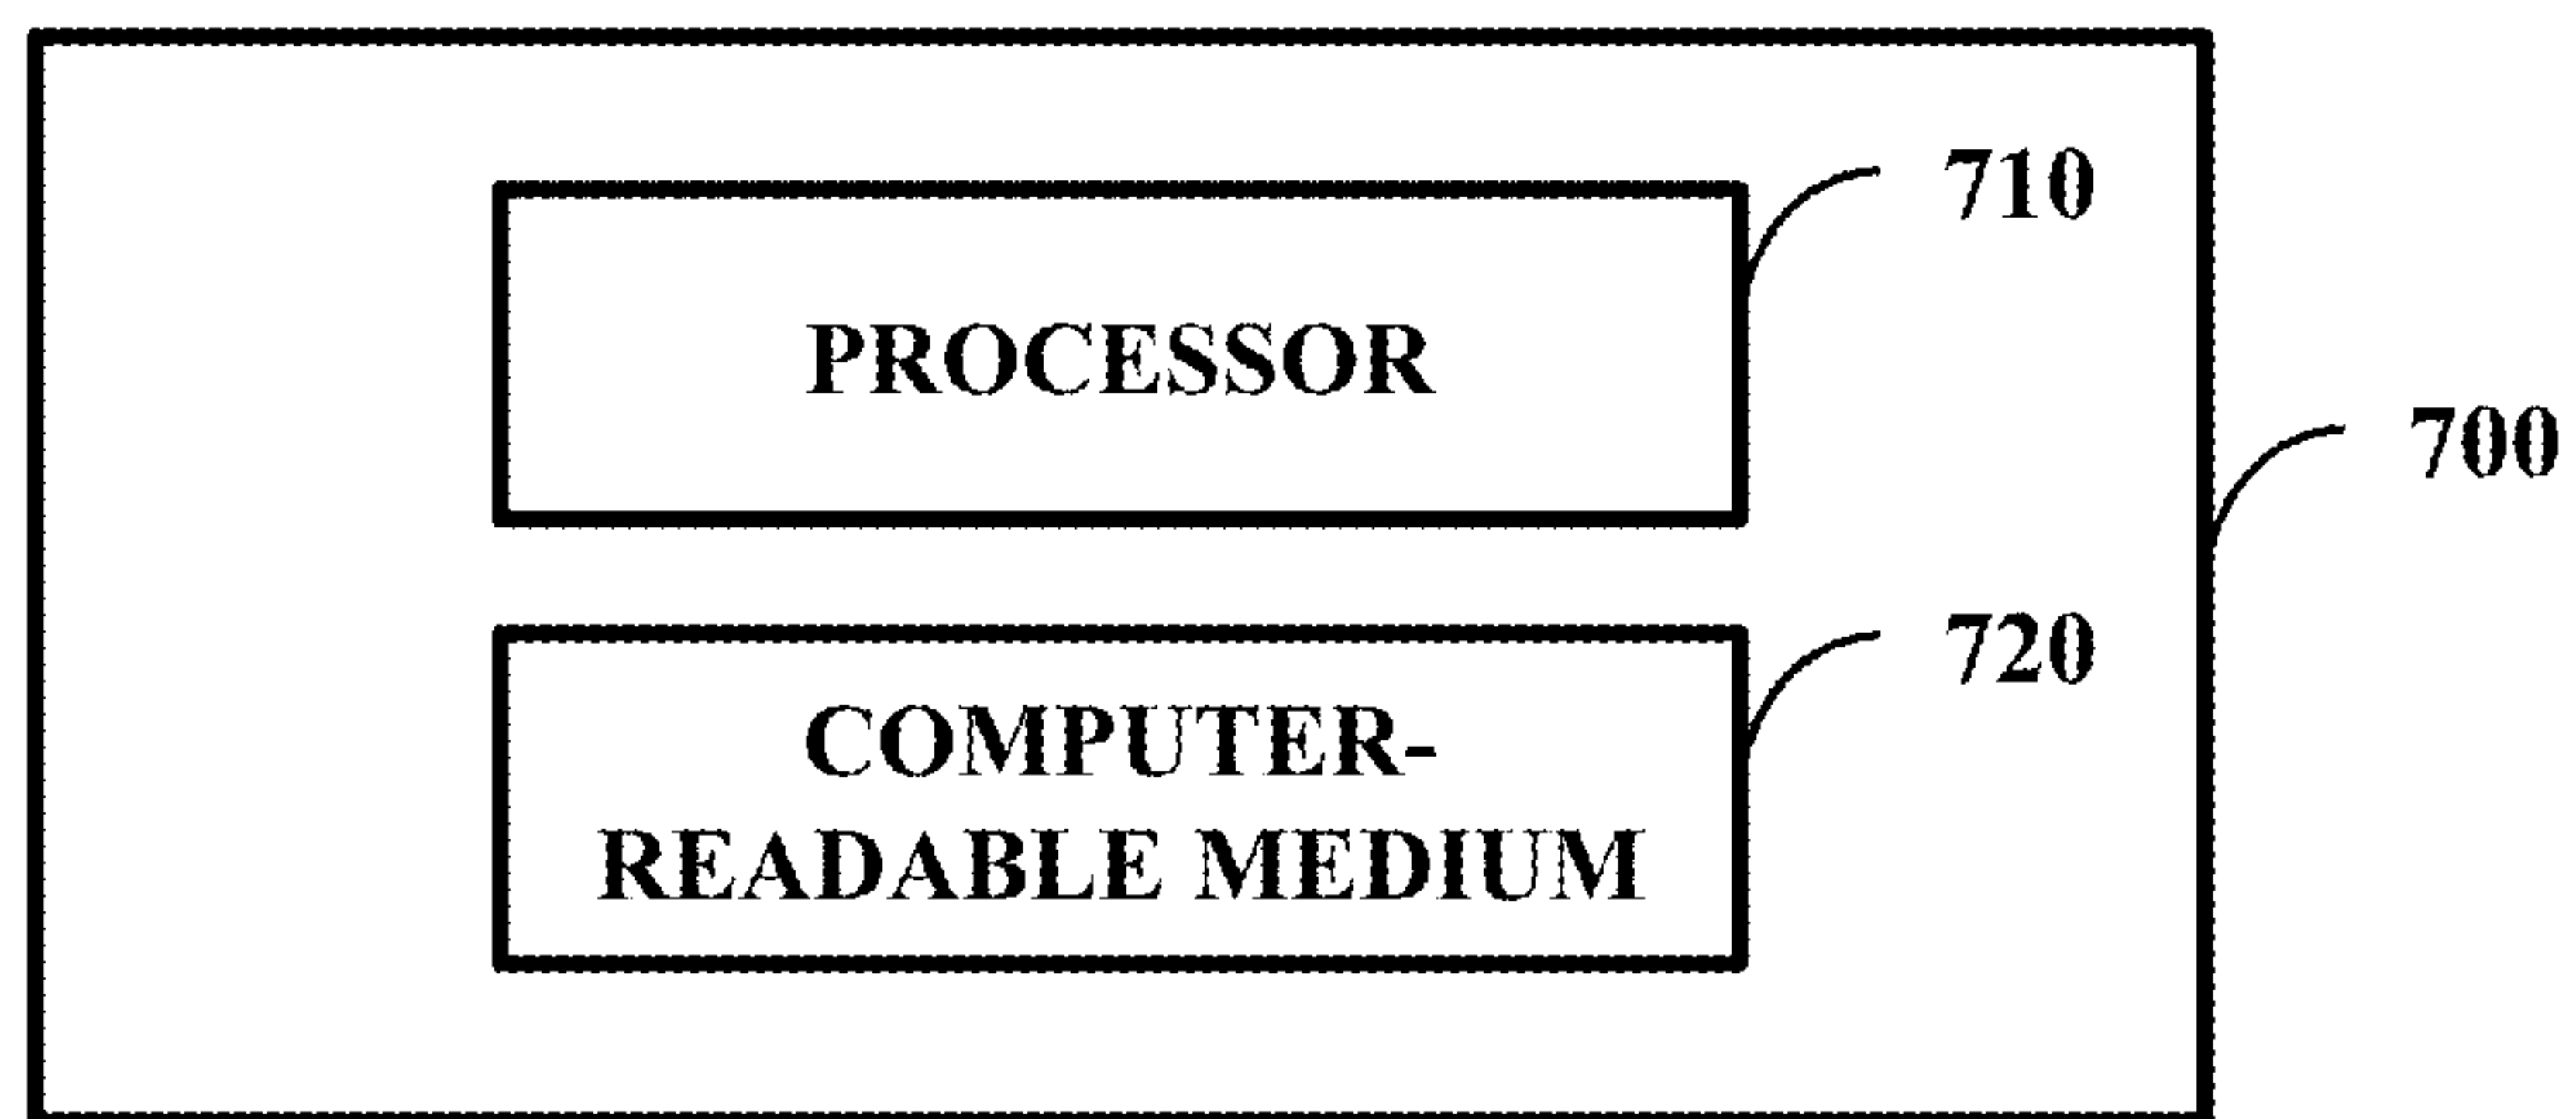 710
PROCESSOR
700
720
COMPUTER-
READABLE MEDIUM